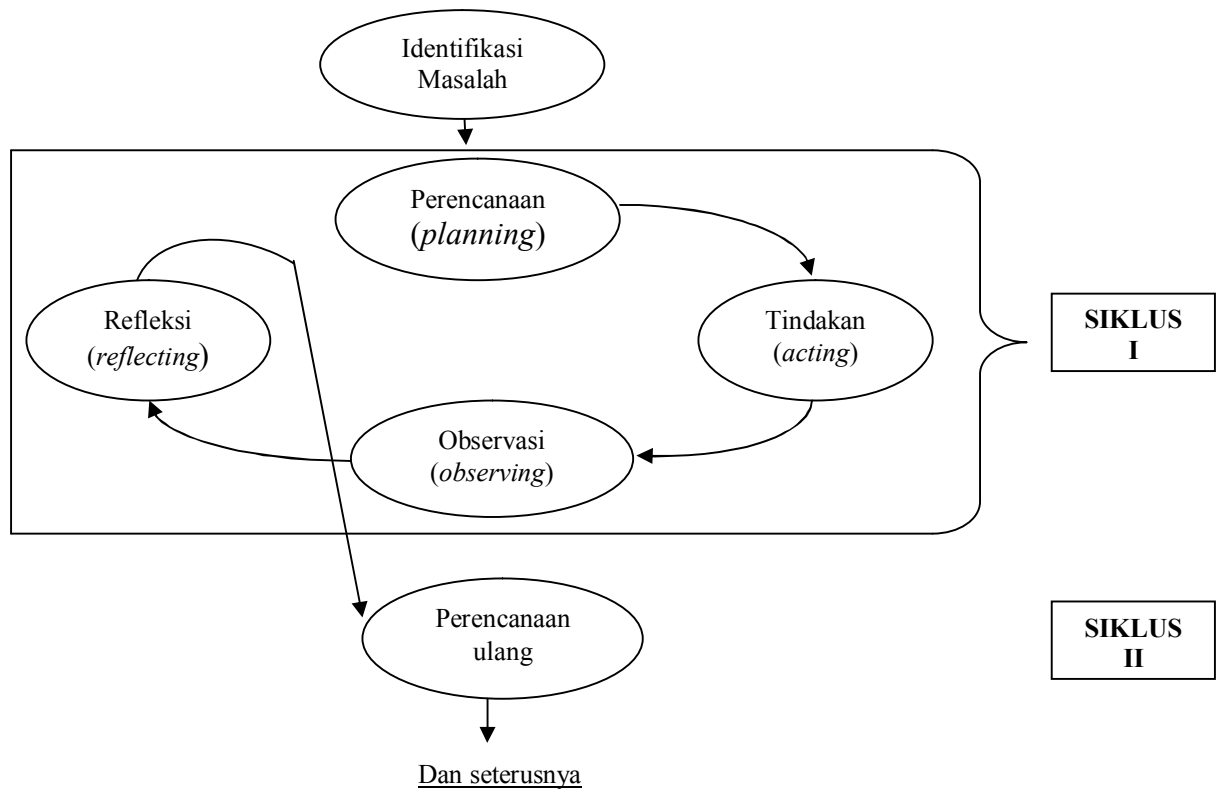 Identifikasi
Masalah
Perencanaan
(planning)
Refleksi
(reflecting)
Tindakan
(acting)
SIKLUS
I
Observasi
(observing)
Perencanaan
ulang
SIKLUS
II
Dan seterusnya